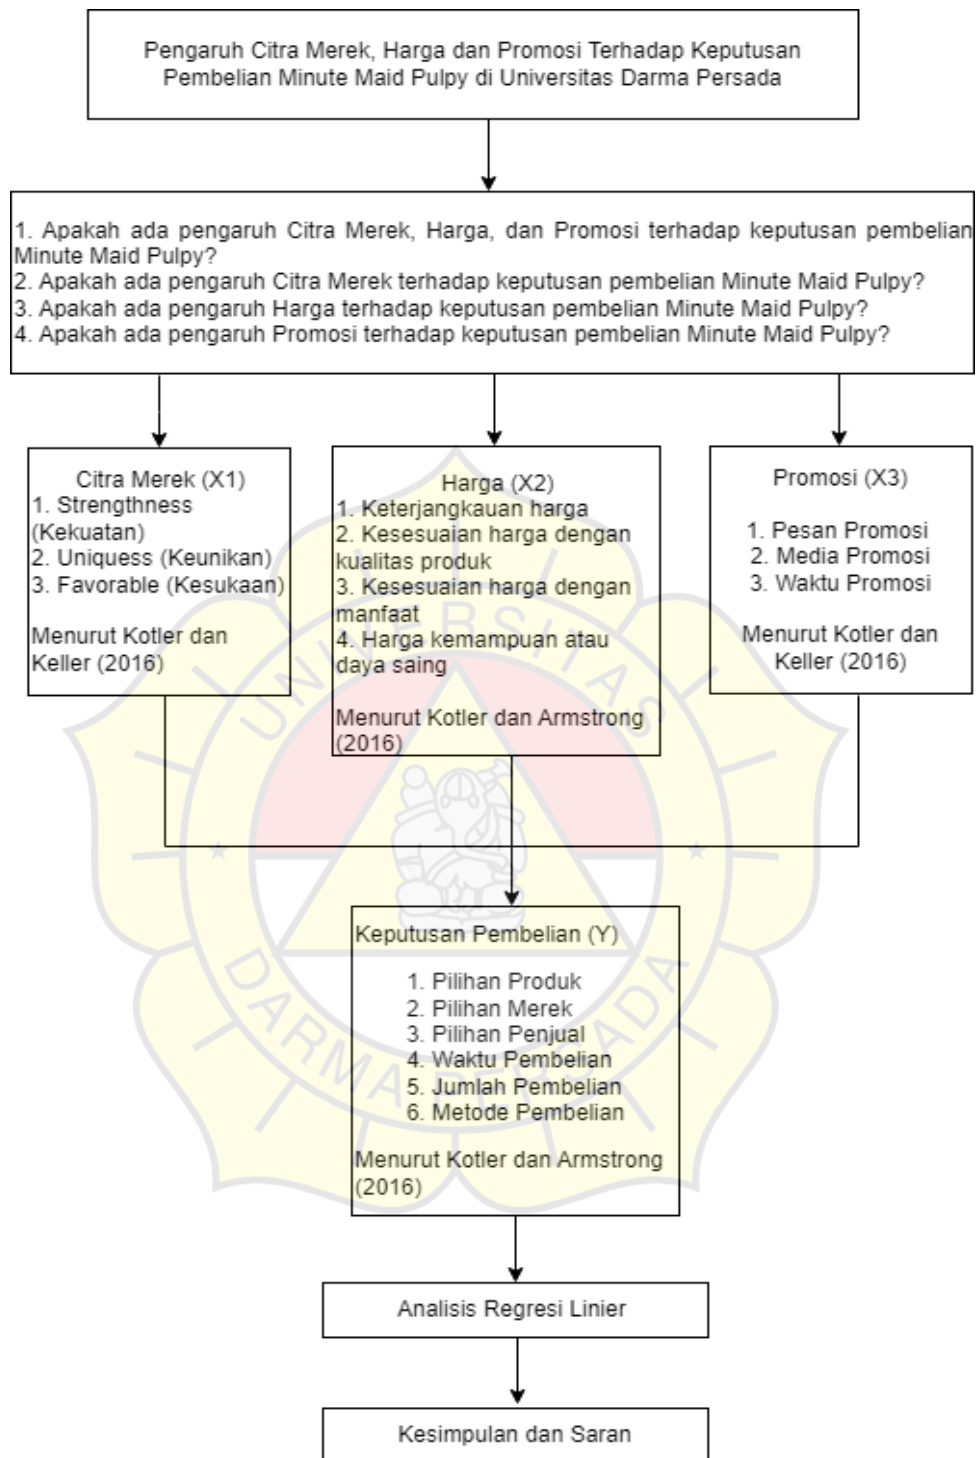 Pengaruh Citra Merek, Harga dan Promosi Terhadap Keputusan
Pembelian Minute Maid Pulpy di Universitas Darma Persada
1. Apakah ada pengaruh Citra Merek, Harga, dan Promosi terhadap keputusan pembelian
Minute Maid Pulpy?
2. Apakah ada pengaruh Citra Merek terhadap keputusan pembelian Minute Maid Pulpy?
3. Apakah ada pengaruh Harga terhadap keputusan pembelian Minute Maid Pulpy?
4. Apakah ada pengaruh Promosi terhadap keputusan pembelian Minute Maid Pulpy?
Citra Merek (X1)
1. Strengthness
(Kekuatan)
2. Uniquess (Keunikan)
3. Favorable (Kesukaan)
Menurut Kotler dan
Keller (2016)
Harga (X2)
1. Keterjangkauan harga
2. Kesesuaian harga dengan
kualitas produk
3. Kesesuaian harga dengan
manfaat
4. Harga kemampuan atau
daya saing
Menurut Kotler dan Armstrong
(2016)
Promosi (X3)
1. Pesan Promosi
2. Media Promosi
3. Waktu Promosi
Menurut Kotler dan
Keller (2016)
UNIVERSITAS
DARMA PERSADA
Keputusan Pembelian (Y)
1. Pilihan Produk
2. Pilihan Merek
3. Pilihan Penjual
4. Waktu Pembelian
5. Jumlah Pembelian
6. Metode Pembelian
Menurut Kotler dan Armstrong
(2016)
Analisis Regresi Linier
Kesimpulan dan Saran